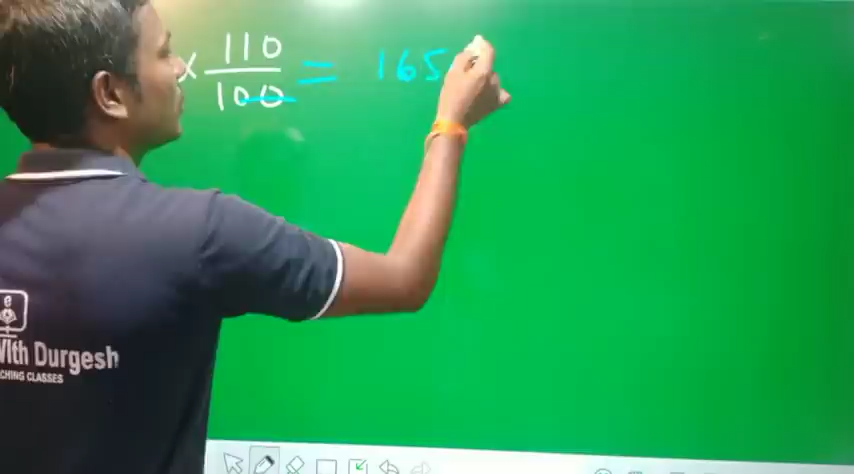 × 110/100 = 165
With Durgesh
CHING CLASSES